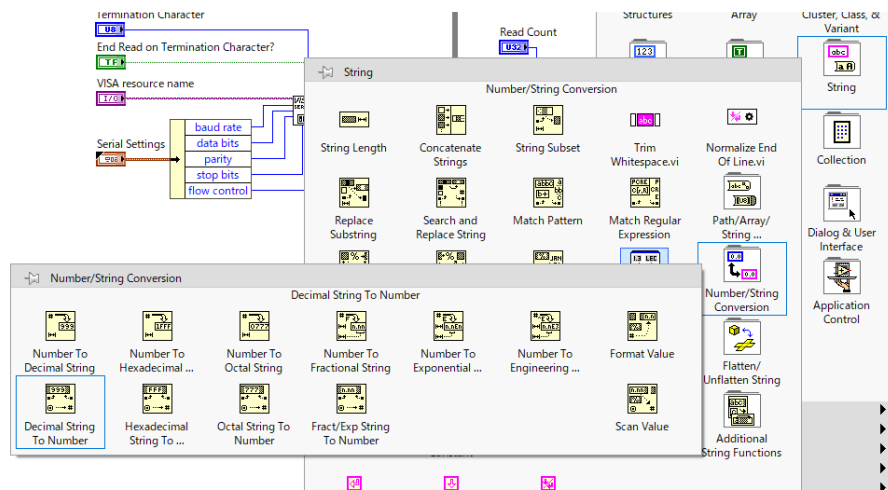 Termination Character
U8
End Read on Termination Character?
TF
VISA resource name
I/O
Serial Settings
baud rate
data bits
parity
stop bits
flow control
Read Count
U32
Structures
Array
Cluster, Class, &
Variant
String
Collection
Dialog & User
Interface
Application
Control
String
Number/String Conversion
String Length
Concatenate
Strings
String Subset
Trim
Whitespace.vi
Normalize End
Of Line.vi
Replace
Substring
Search and
Replace String
Match Pattern
Match Regular
Expression
Path/Array/
String ...
Number/String
Conversion
Flatten/
Unflatten String
Additional
String Functions
Number/String Conversion
Decimal String To Number
Number To
Decimal String
Number To
Hexadecimal ...
Number To
Octal String
Number To
Fractional String
Number To
Exponential ...
Number To
Engineering ...
Format Value
Decimal String
To Number
Hexadecimal
String To ...
Octal String To
Number
Fract/Exp String
To Number
Scan Value